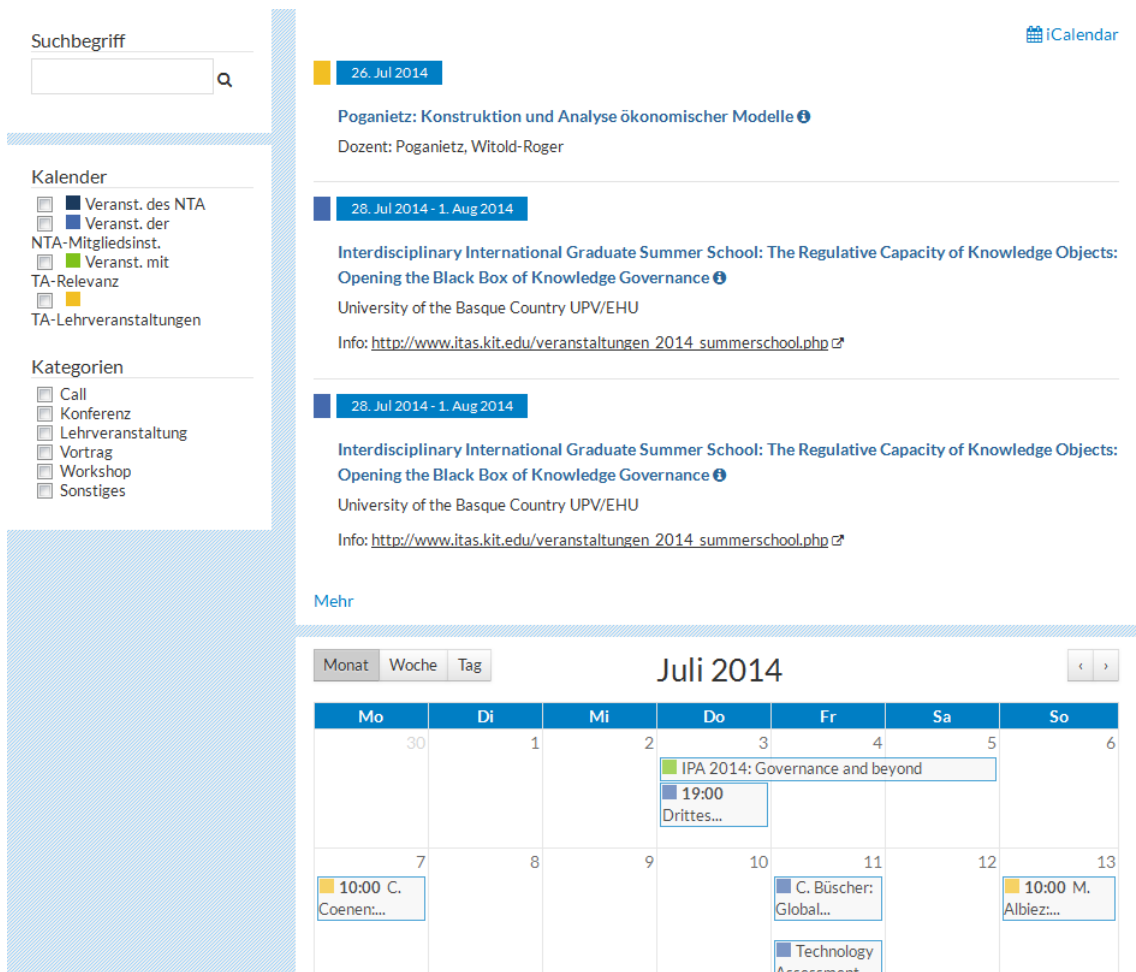 Suchbegriff
Kalender
Veranst. des NTA
Veranst. der
NTA-Mitgliedsinst.
Veranst. mit
TA-Relevanz
TA-Lehrveranstaltungen
Kategorien
Call
Konferenz
Lehrveranstaltung
Vortrag
Workshop
Sonstiges
iCalendar
26. Jul 2014
Poganietz: Konstruktion und Analyse ökonomischer Modelle
Dozent: Poganietz, Witold-Roger
28. Jul 2014 - 1. Aug 2014
Interdisciplinary International Graduate Summer School: The Regulative Capacity of Knowledge Objects:
Opening the Black Box of Knowledge Governance
University of the Basque Country UPV/EHU
Info: http://www.itas.kit.edu/veranstaltungen_2014_summerschool.php
28. Jul 2014 - 1. Aug 2014
Interdisciplinary International Graduate Summer School: The Regulative Capacity of Knowledge Objects:
Opening the Black Box of Knowledge Governance
University of the Basque Country UPV/EHU
Info: http://www.itas.kit.edu/veranstaltungen_2014_summerschool.php
Mehr
Monat Woche Tag Juli 2014 ‹ ›
Mo Di Mi Do Fr Sa So
30 1 2 3 4 5 6
IPA 2014: Governance and beyond
19:00
Drittes...
7 8 9 10 11 12 13
10:00 C. C. Büscher: 10:00 M.
Coenen:... Global... Albiez:...
Technology
Assessment